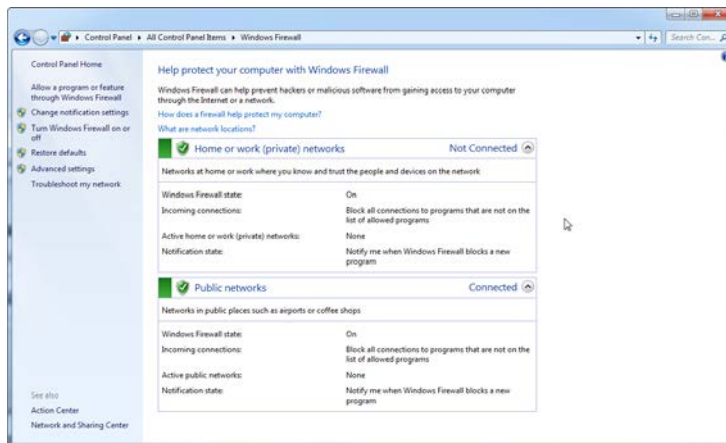 Control Panel ▸ All Control Panel Items ▸ Windows Firewall
Search Con...
Control Panel Home
Allow a program or feature
through Windows Firewall
Change notification settings
Turn Windows Firewall on or
off
Restore defaults
Advanced settings
Troubleshoot my network
See also
Action Center
Network and Sharing Center
Help protect your computer with Windows Firewall
Windows Firewall can help prevent hackers or malicious software from gaining access to your computer
through the Internet or a network.
How does a firewall help protect my computer?
What are network locations?
Home or work (private) networks Not Connected
Networks at home or work where you know and trust the people and devices on the network
Windows Firewall state: On
Incoming connections: Block all connections to programs that are not on the
list of allowed programs
Active home or work (private) networks: None
Notification state: Notify me when Windows Firewall blocks a new
program
Public networks Connected
Networks in public places such as airports or coffee shops
Windows Firewall state: On
Incoming connections: Block all connections to programs that are not on the
list of allowed programs
Active public networks: None
Notification state: Notify me when Windows Firewall blocks a new
program